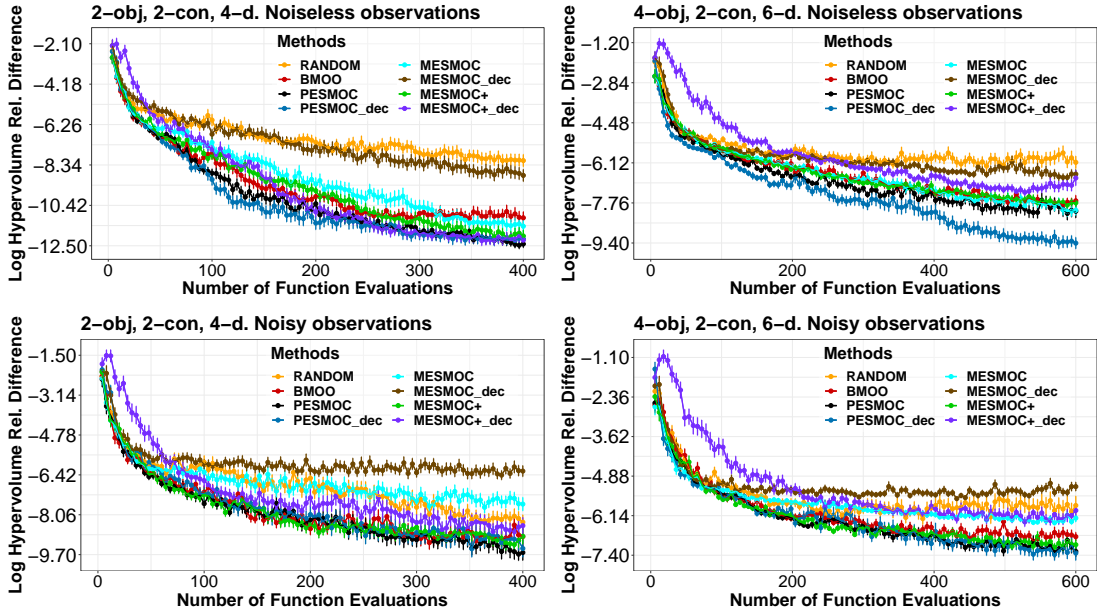 2−obj, 2−con, 4−d. Noiseless observations
Log Hypervolume Rel. Difference
−2.10
−4.18
−6.26
−8.34
−10.42
−12.50
Methods
RANDOM
BMOO
PESMOC
PESMOC_dec
MESMOC
MESMOC_dec
MESMOC+
MESMOC+_dec
0 100 200 300 400
Number of Function Evaluations
4−obj, 2−con, 6−d. Noiseless observations
Log Hypervolume Rel. Difference
−1.20
−2.84
−4.48
−6.12
−7.76
−9.40
Methods
RANDOM
BMOO
PESMOC
PESMOC_dec
MESMOC
MESMOC_dec
MESMOC+
MESMOC+_dec
0 200 400 600
Number of Function Evaluations
2−obj, 2−con, 4−d. Noisy observations
Log Hypervolume Rel. Difference
−1.50
−3.14
−4.78
−6.42
−8.06
−9.70
Methods
RANDOM
BMOO
PESMOC
PESMOC_dec
MESMOC
MESMOC_dec
MESMOC+
MESMOC+_dec
0 100 200 300 400
Number of Function Evaluations
4−obj, 2−con, 6−d. Noisy observations
Log Hypervolume Rel. Difference
−1.10
−2.36
−3.62
−4.88
−6.14
−7.40
Methods
RANDOM
BMOO
PESMOC
PESMOC_dec
MESMOC
MESMOC_dec
MESMOC+
MESMOC+_dec
0 200 400 600
Number of Function Evaluations